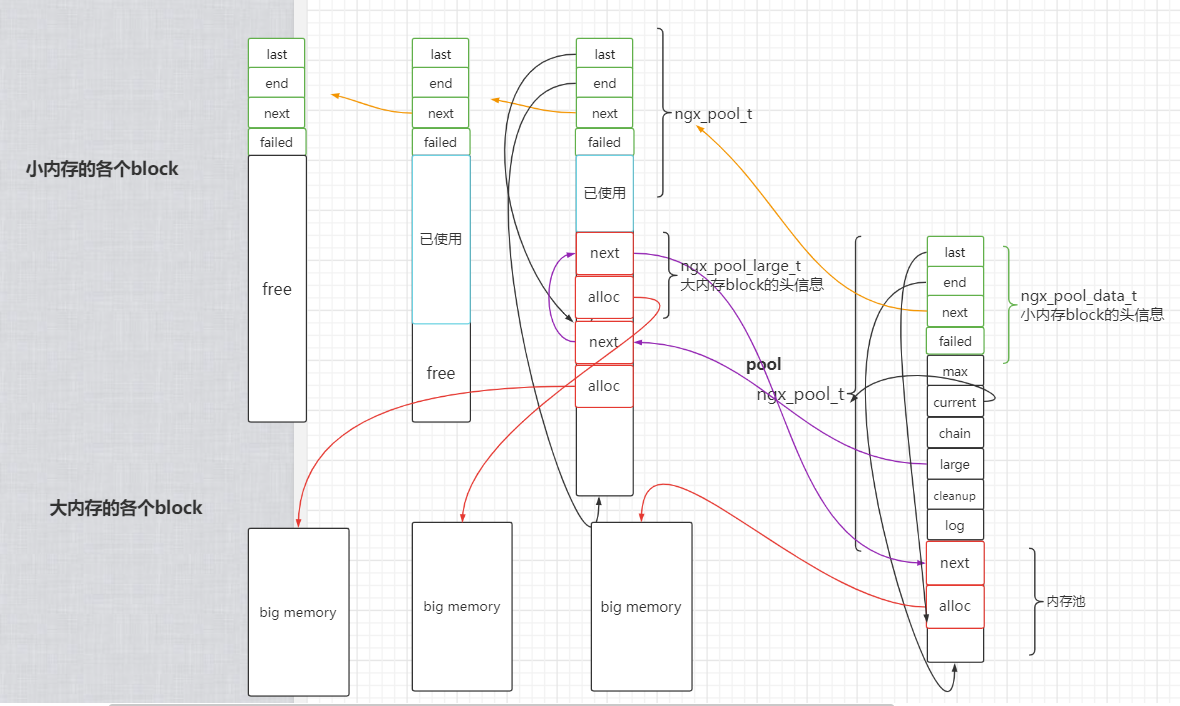 last
end
next
failed
free
last
end
next
failed
已使用
free
last
end
next
failed
已使用
next
alloc
next
alloc
ngx_pool_t
小内存的各个block
ngx_pool_large_t
大内存block的头信息
last
end
next
failed
max
current
chain
large
cleanup
log
next
alloc
ngx_pool_data_t
小内存block的头信息
pool
ngx_pool_t
内存池
大内存的各个block
big memory
big memory
big memory